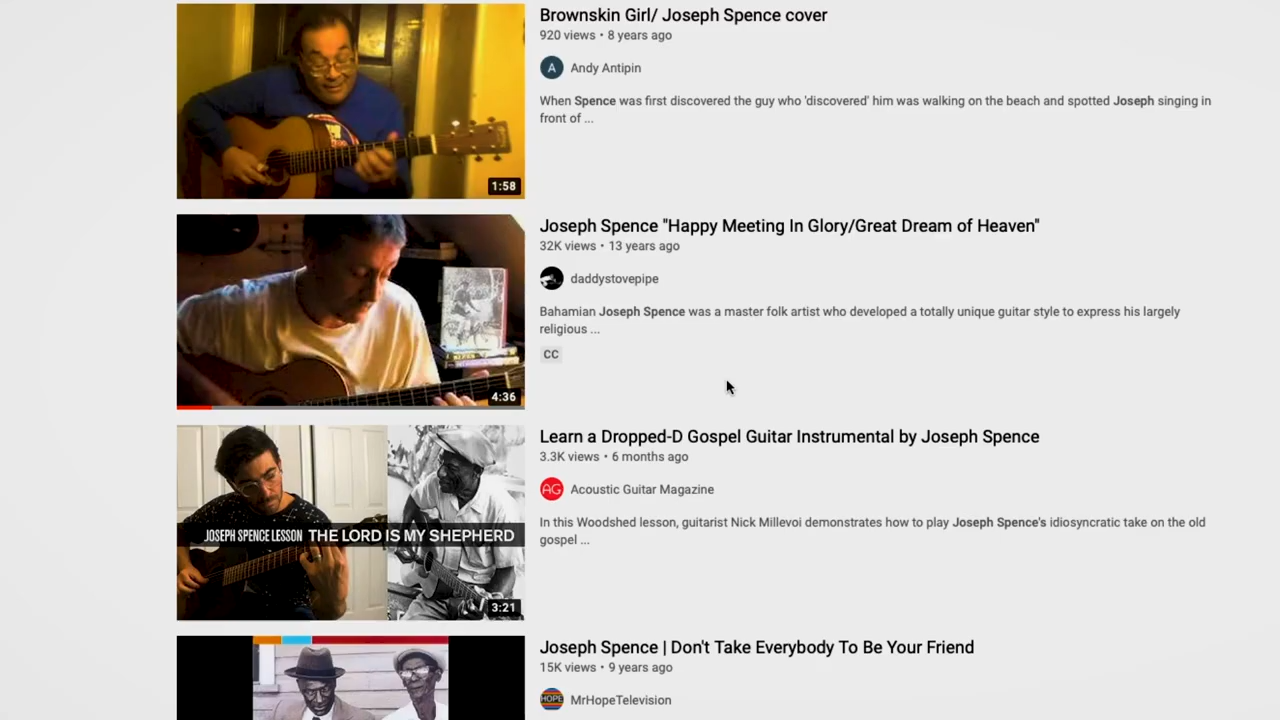 Brownskin Girl/ Joseph Spence cover
920 views • 8 years ago
A Andy Antipin
When Spence was first discovered the guy who 'discovered' him was walking on the beach and spotted Joseph singing in
front of ...
1:58
Joseph Spence "Happy Meeting In Glory/Great Dream of Heaven"
32K views • 13 years ago
daddystovepipe
Bahamian Joseph Spence was a master folk artist who developed a totally unique guitar style to express his largely
religious ...
CC
4:36
Learn a Dropped-D Gospel Guitar Instrumental by Joseph Spence
3.3K views • 6 months ago
AG Acoustic Guitar Magazine
In this Woodshed lesson, guitarist Nick Millevoi demonstrates how to play Joseph Spence's idiosyncratic take on the old
gospel ...
JOSEPH SPENCE LESSON THE LORD IS MY SHEPHERD
3:21
Joseph Spence | Don't Take Everybody To Be Your Friend
15K views • 9 years ago
HOPE MrHopeTelevision